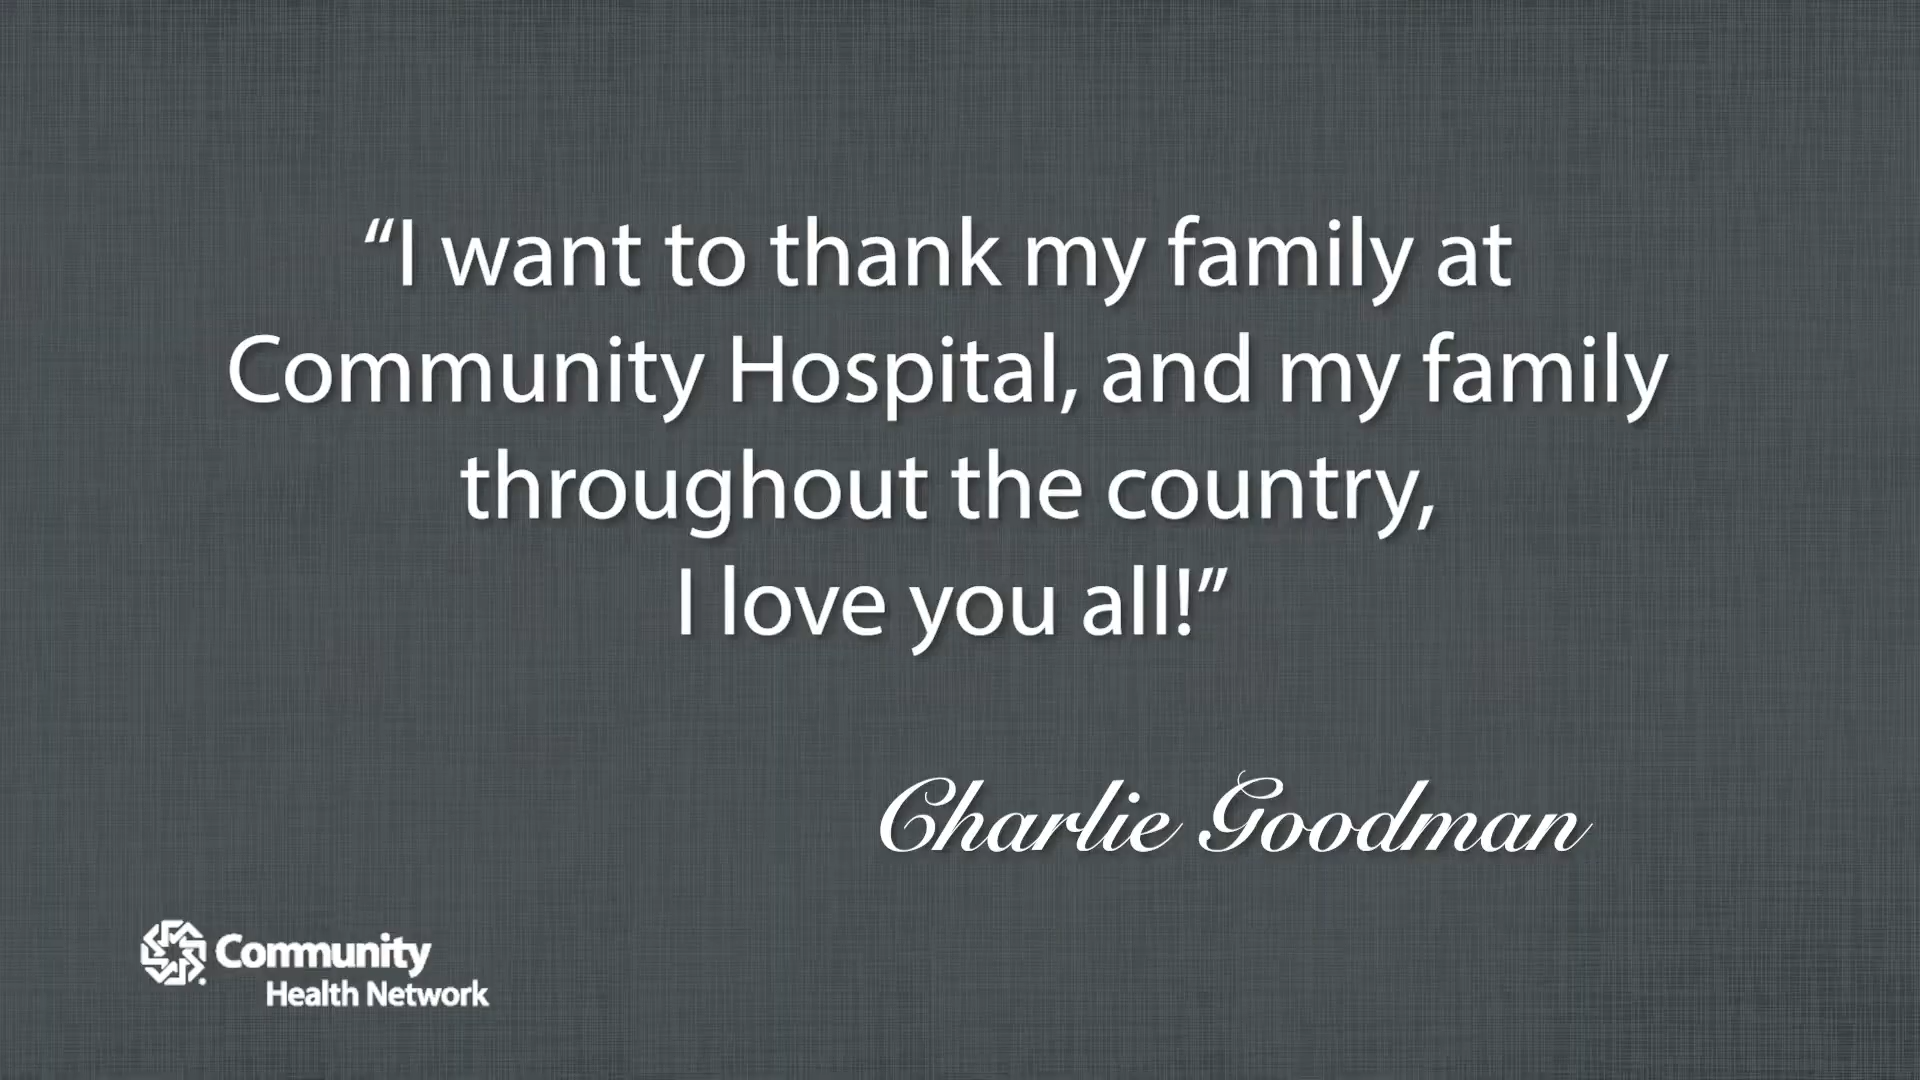 “I want to thank my family at
Community Hospital, and my family
throughout the country,
I love you all!”
Charlie Goodman
Community
Health Network